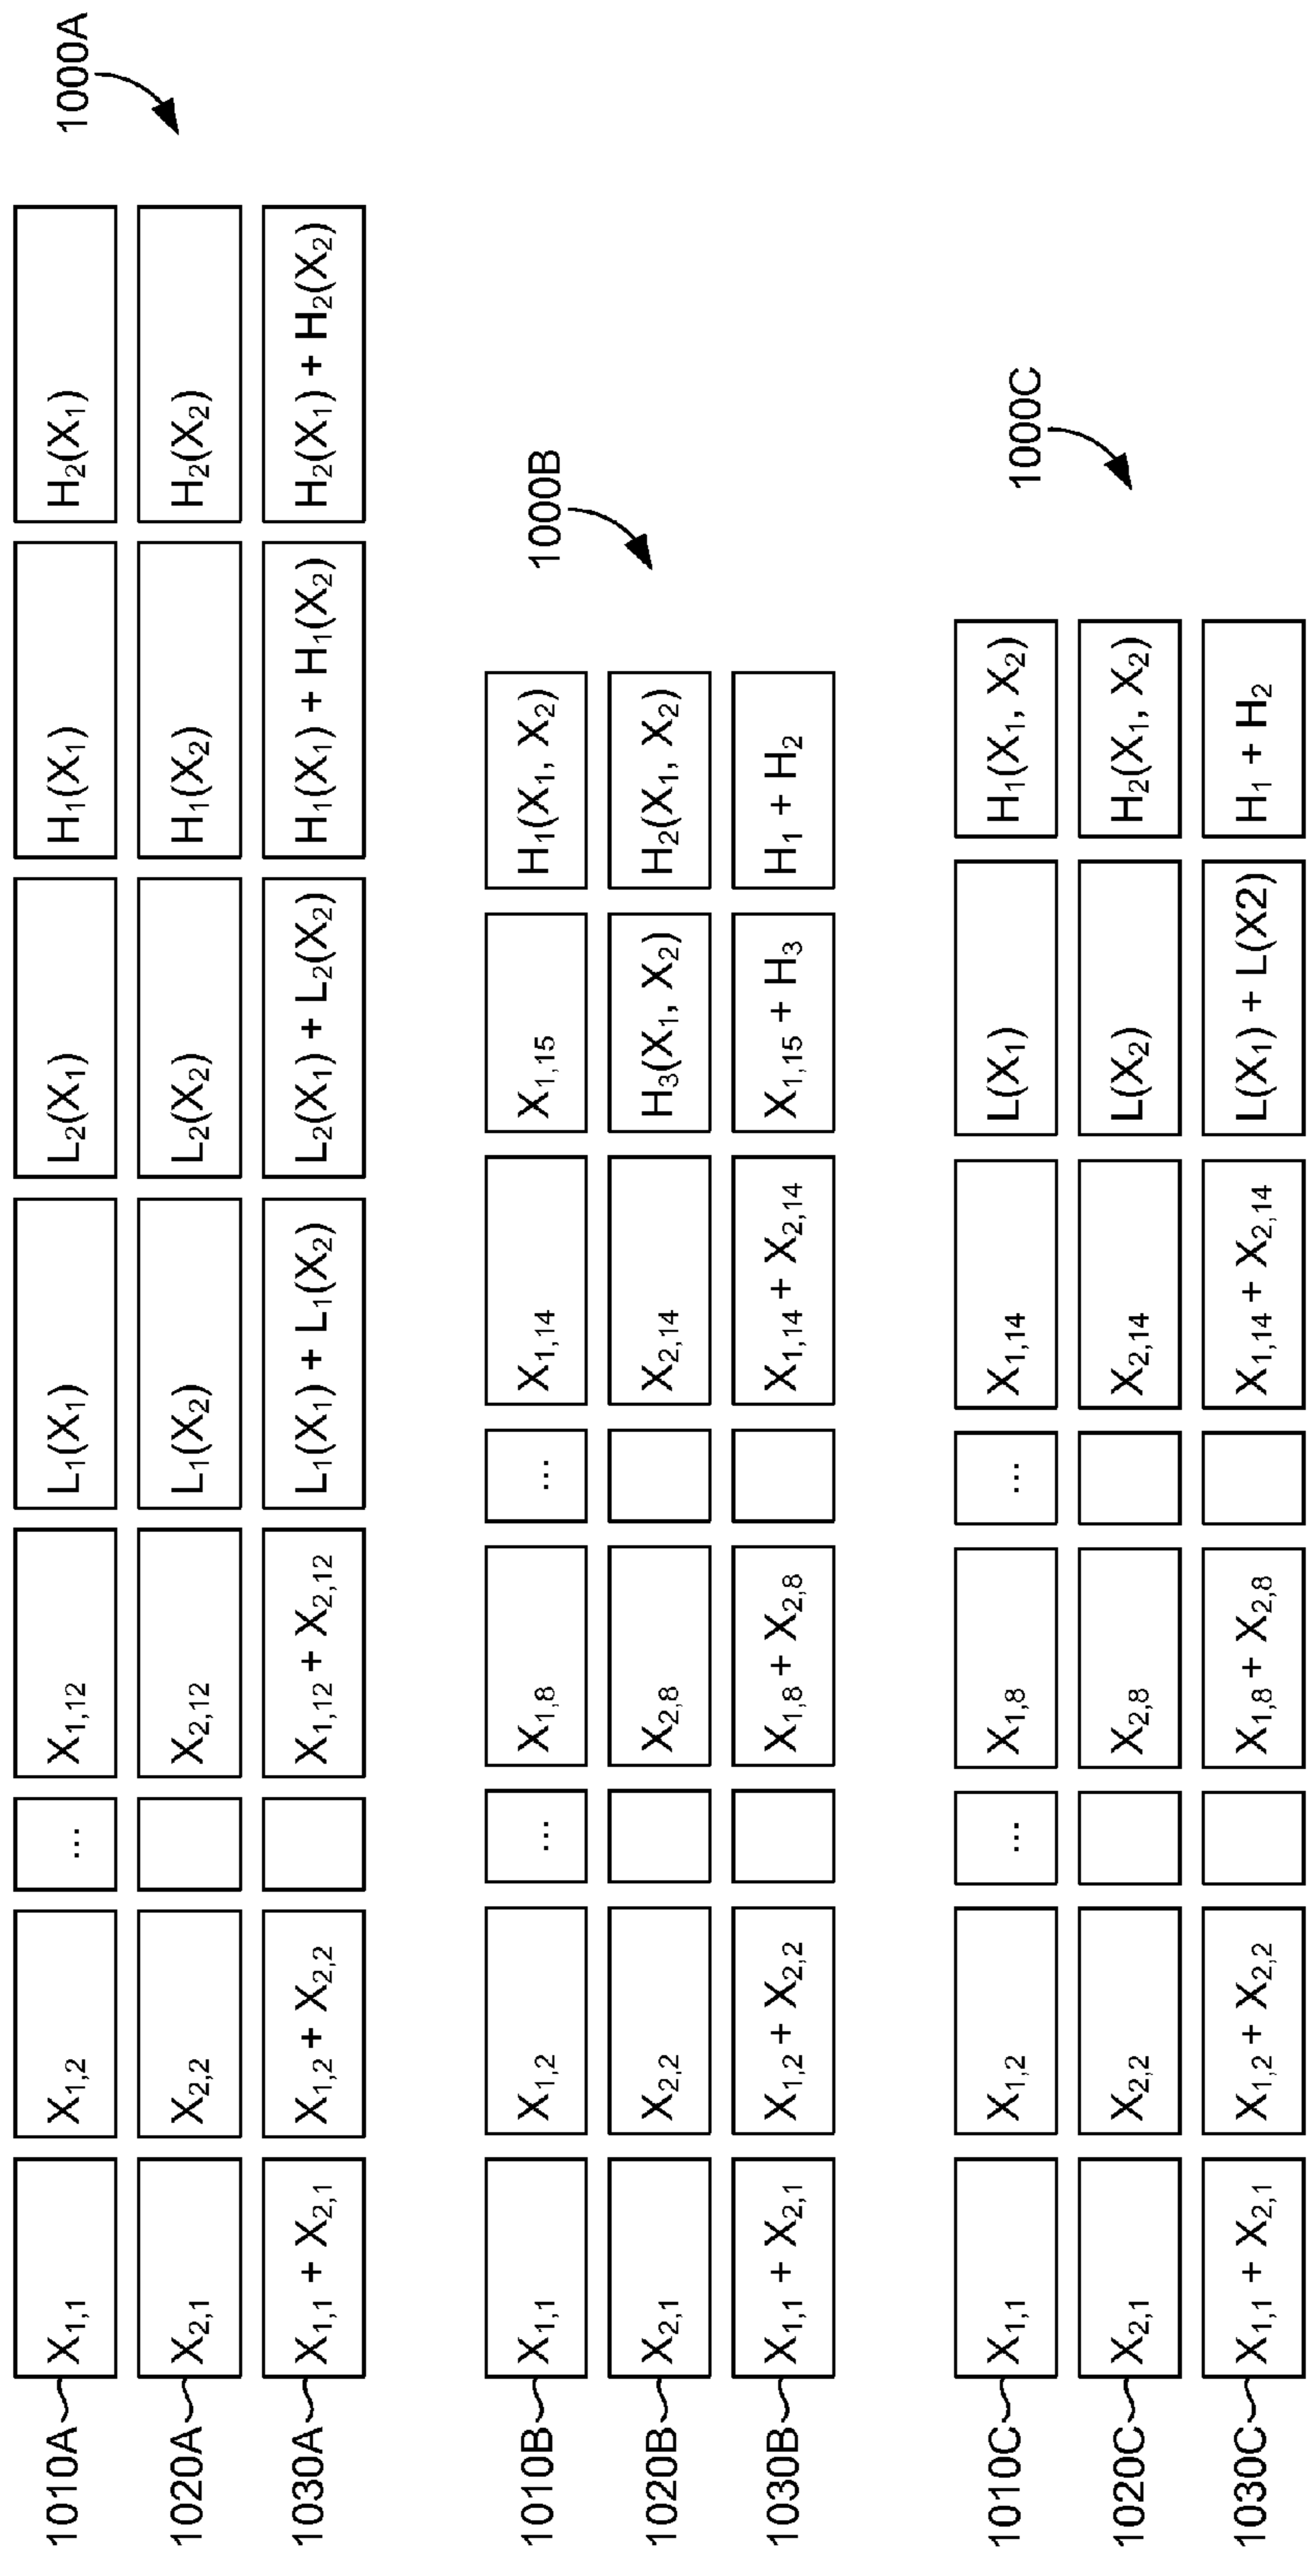 1000A
1010A X₁,₁ X₁,₂ ... X₁,₁₂ L₁(X₁) L₂(X₁) H₁(X₁) H₂(X₁)
1020A X₂,₁ X₂,₂ X₂,₁₂ L₁(X₂) L₂(X₂) H₁(X₂) H₂(X₂)
1030A X₁,₁ + X₂,₁ X₁,₂ + X₂,₂ X₁,₁₂ + X₂,₁₂ L₁(X₁) + L₁(X₂) L₂(X₁) + L₂(X₂) H₁(X₁) + H₁(X₂) H₂(X₁) + H₂(X₂)
1000B
1010B X₁,₁ X₁,₂ ... X₁,₈ ... X₁,₁₄ X₁,₁₅ H₁(X₁, X₂)
1020B X₂,₁ X₂,₂ X₂,₈ X₂,₁₄ H₃(X₁, X₂) H₂(X₁, X₂)
1030B X₁,₁ + X₂,₁ X₁,₂ + X₂,₂ X₁,₈ + X₂,₈ X₁,₁₄ + X₂,₁₄ X₁,₁₅ + H₃ H₁ + H₂
1000C
1010C X₁,₁ X₁,₂ ... X₁,₈ ... X₁,₁₄ L(X₁) H₁(X₁, X₂)
1020C X₂,₁ X₂,₂ X₂,₈ X₂,₁₄ L(X₂) H₂(X₁, X₂)
1030C X₁,₁ + X₂,₁ X₁,₂ + X₂,₂ X₁,₈ + X₂,₈ X₁,₁₄ + X₂,₁₄ L(X₁) + L(X2) H₁ + H₂